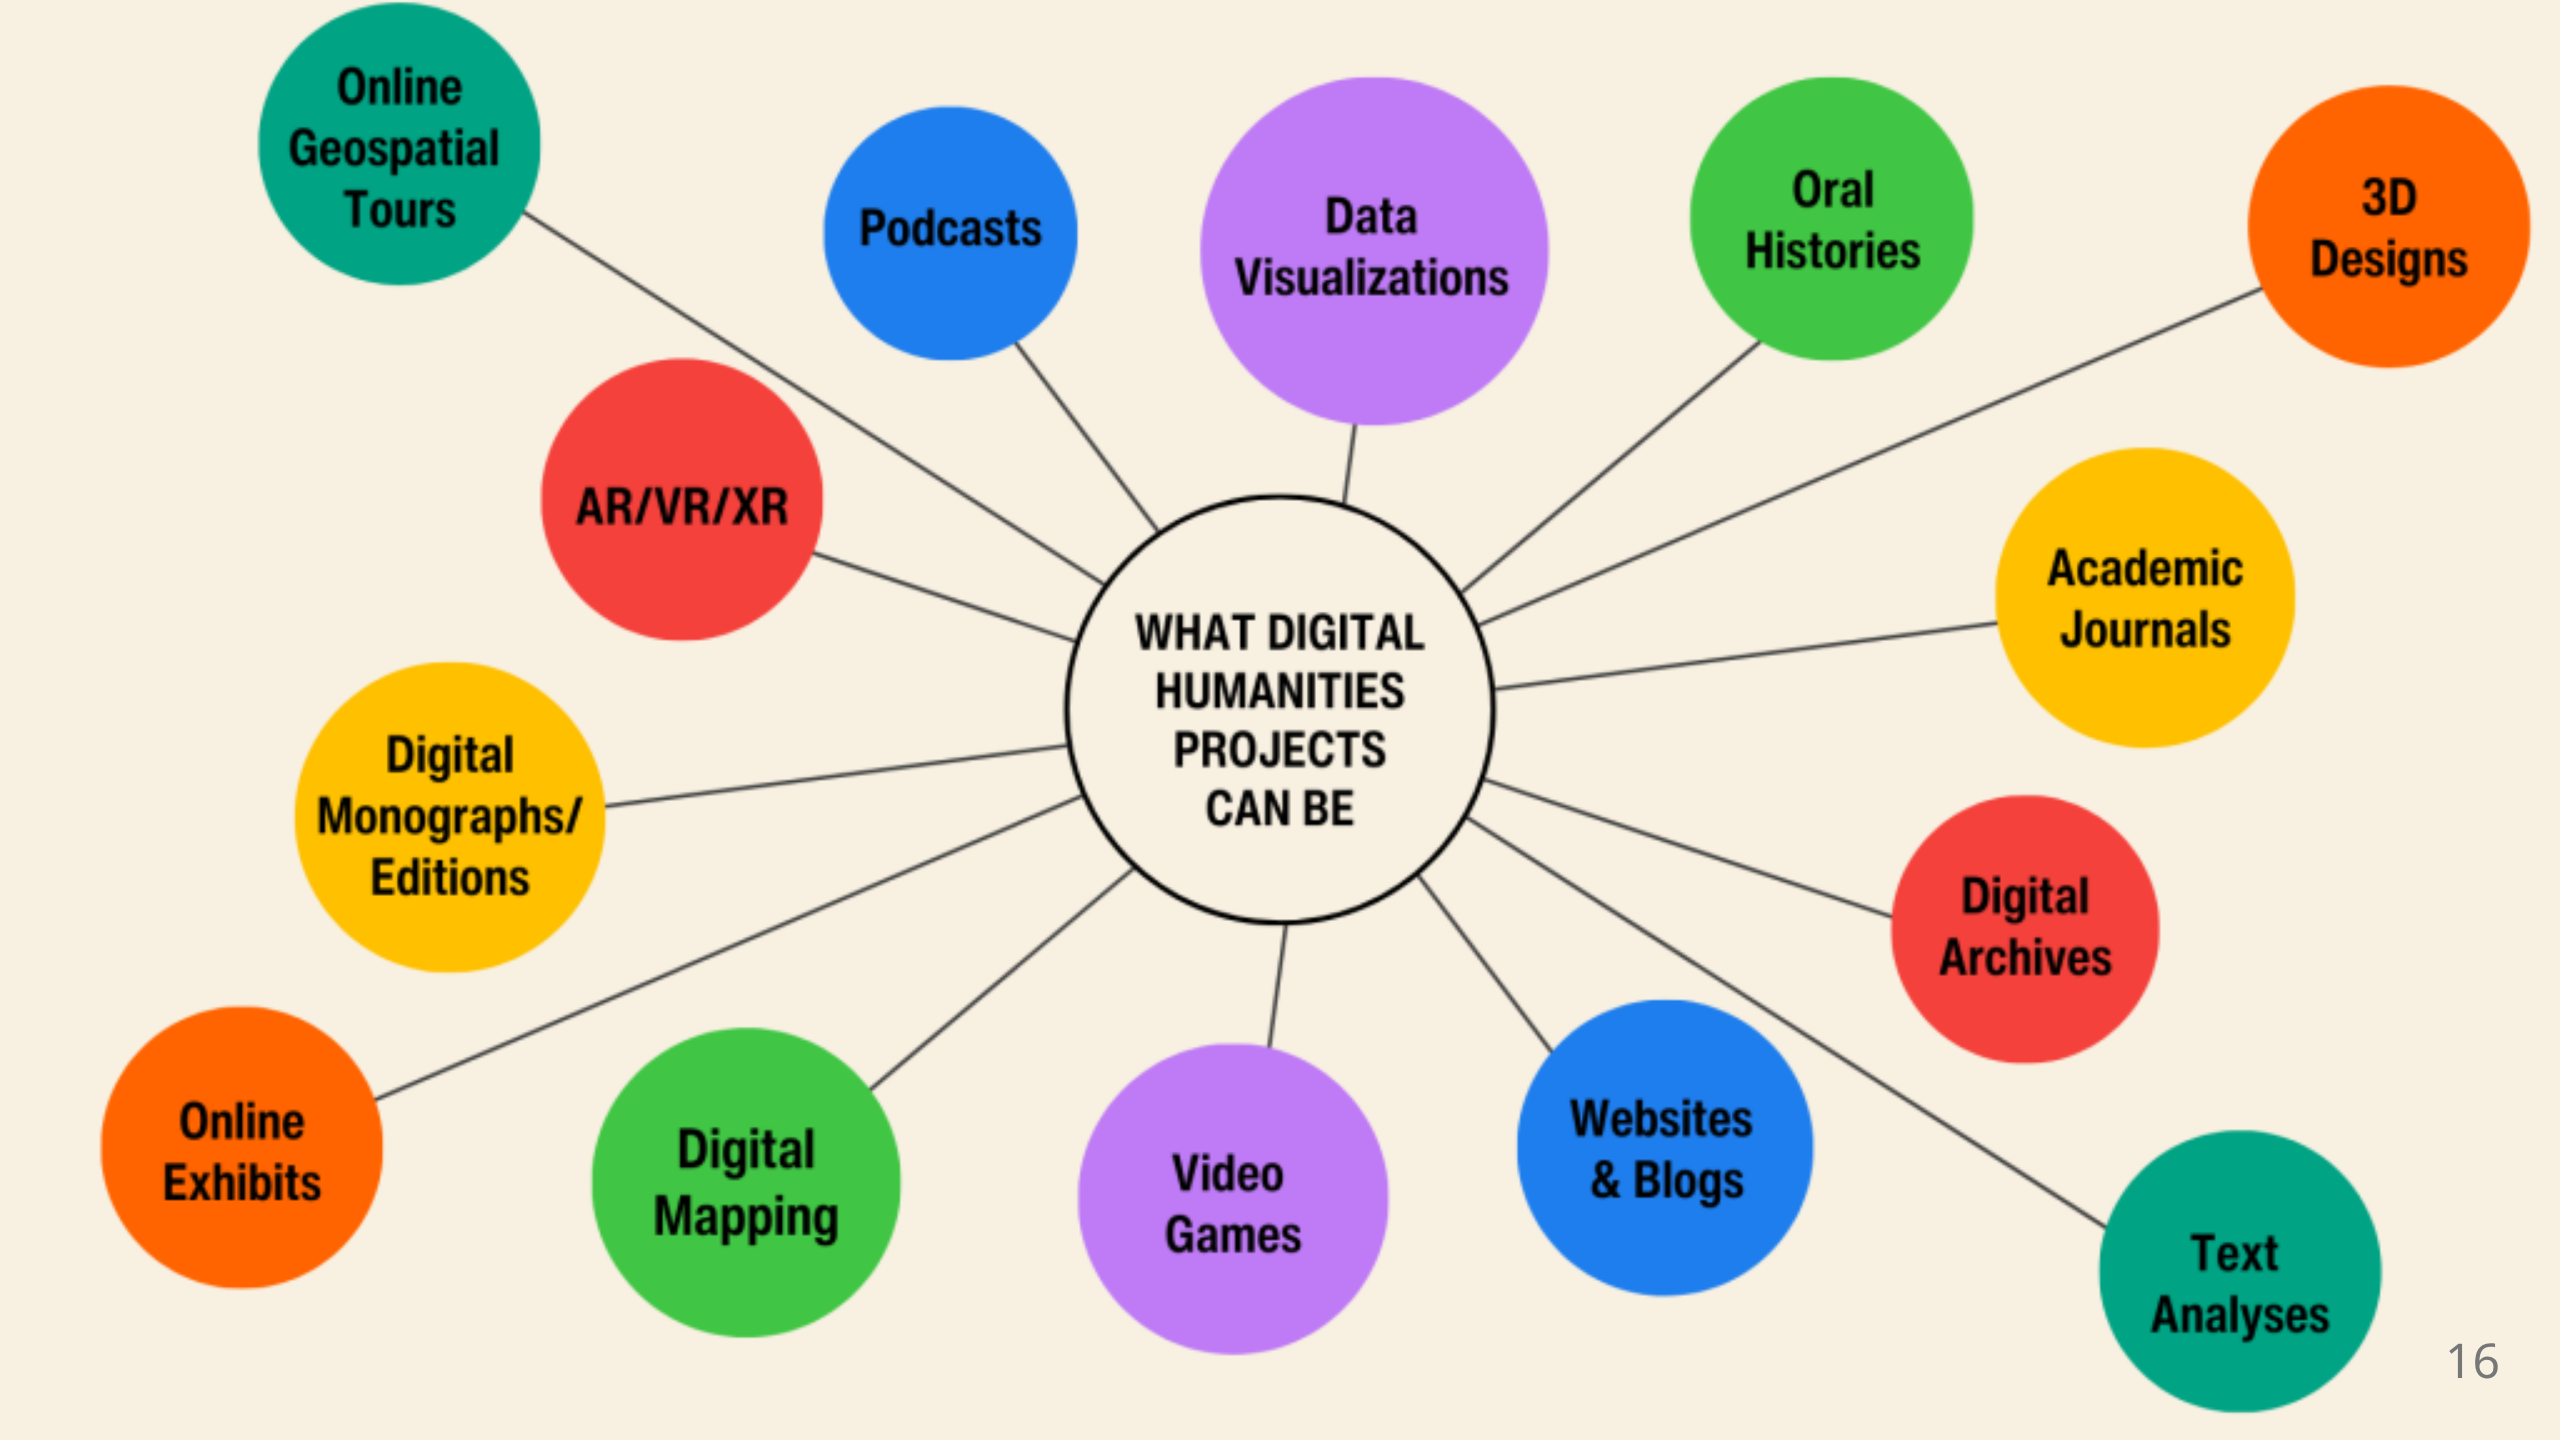 Online
Geospatial
Tours
Podcasts
Data
Visualizations
Oral
Histories
3D
Designs
AR/VR/XR
Academic
Journals
WHAT DIGITAL
HUMANITIES
PROJECTS
CAN BE
Digital
Monographs/
Editions
Digital
Archives
Online
Exhibits
Digital
Mapping
Video
Games
Websites
& Blogs
Text
Analyses
16